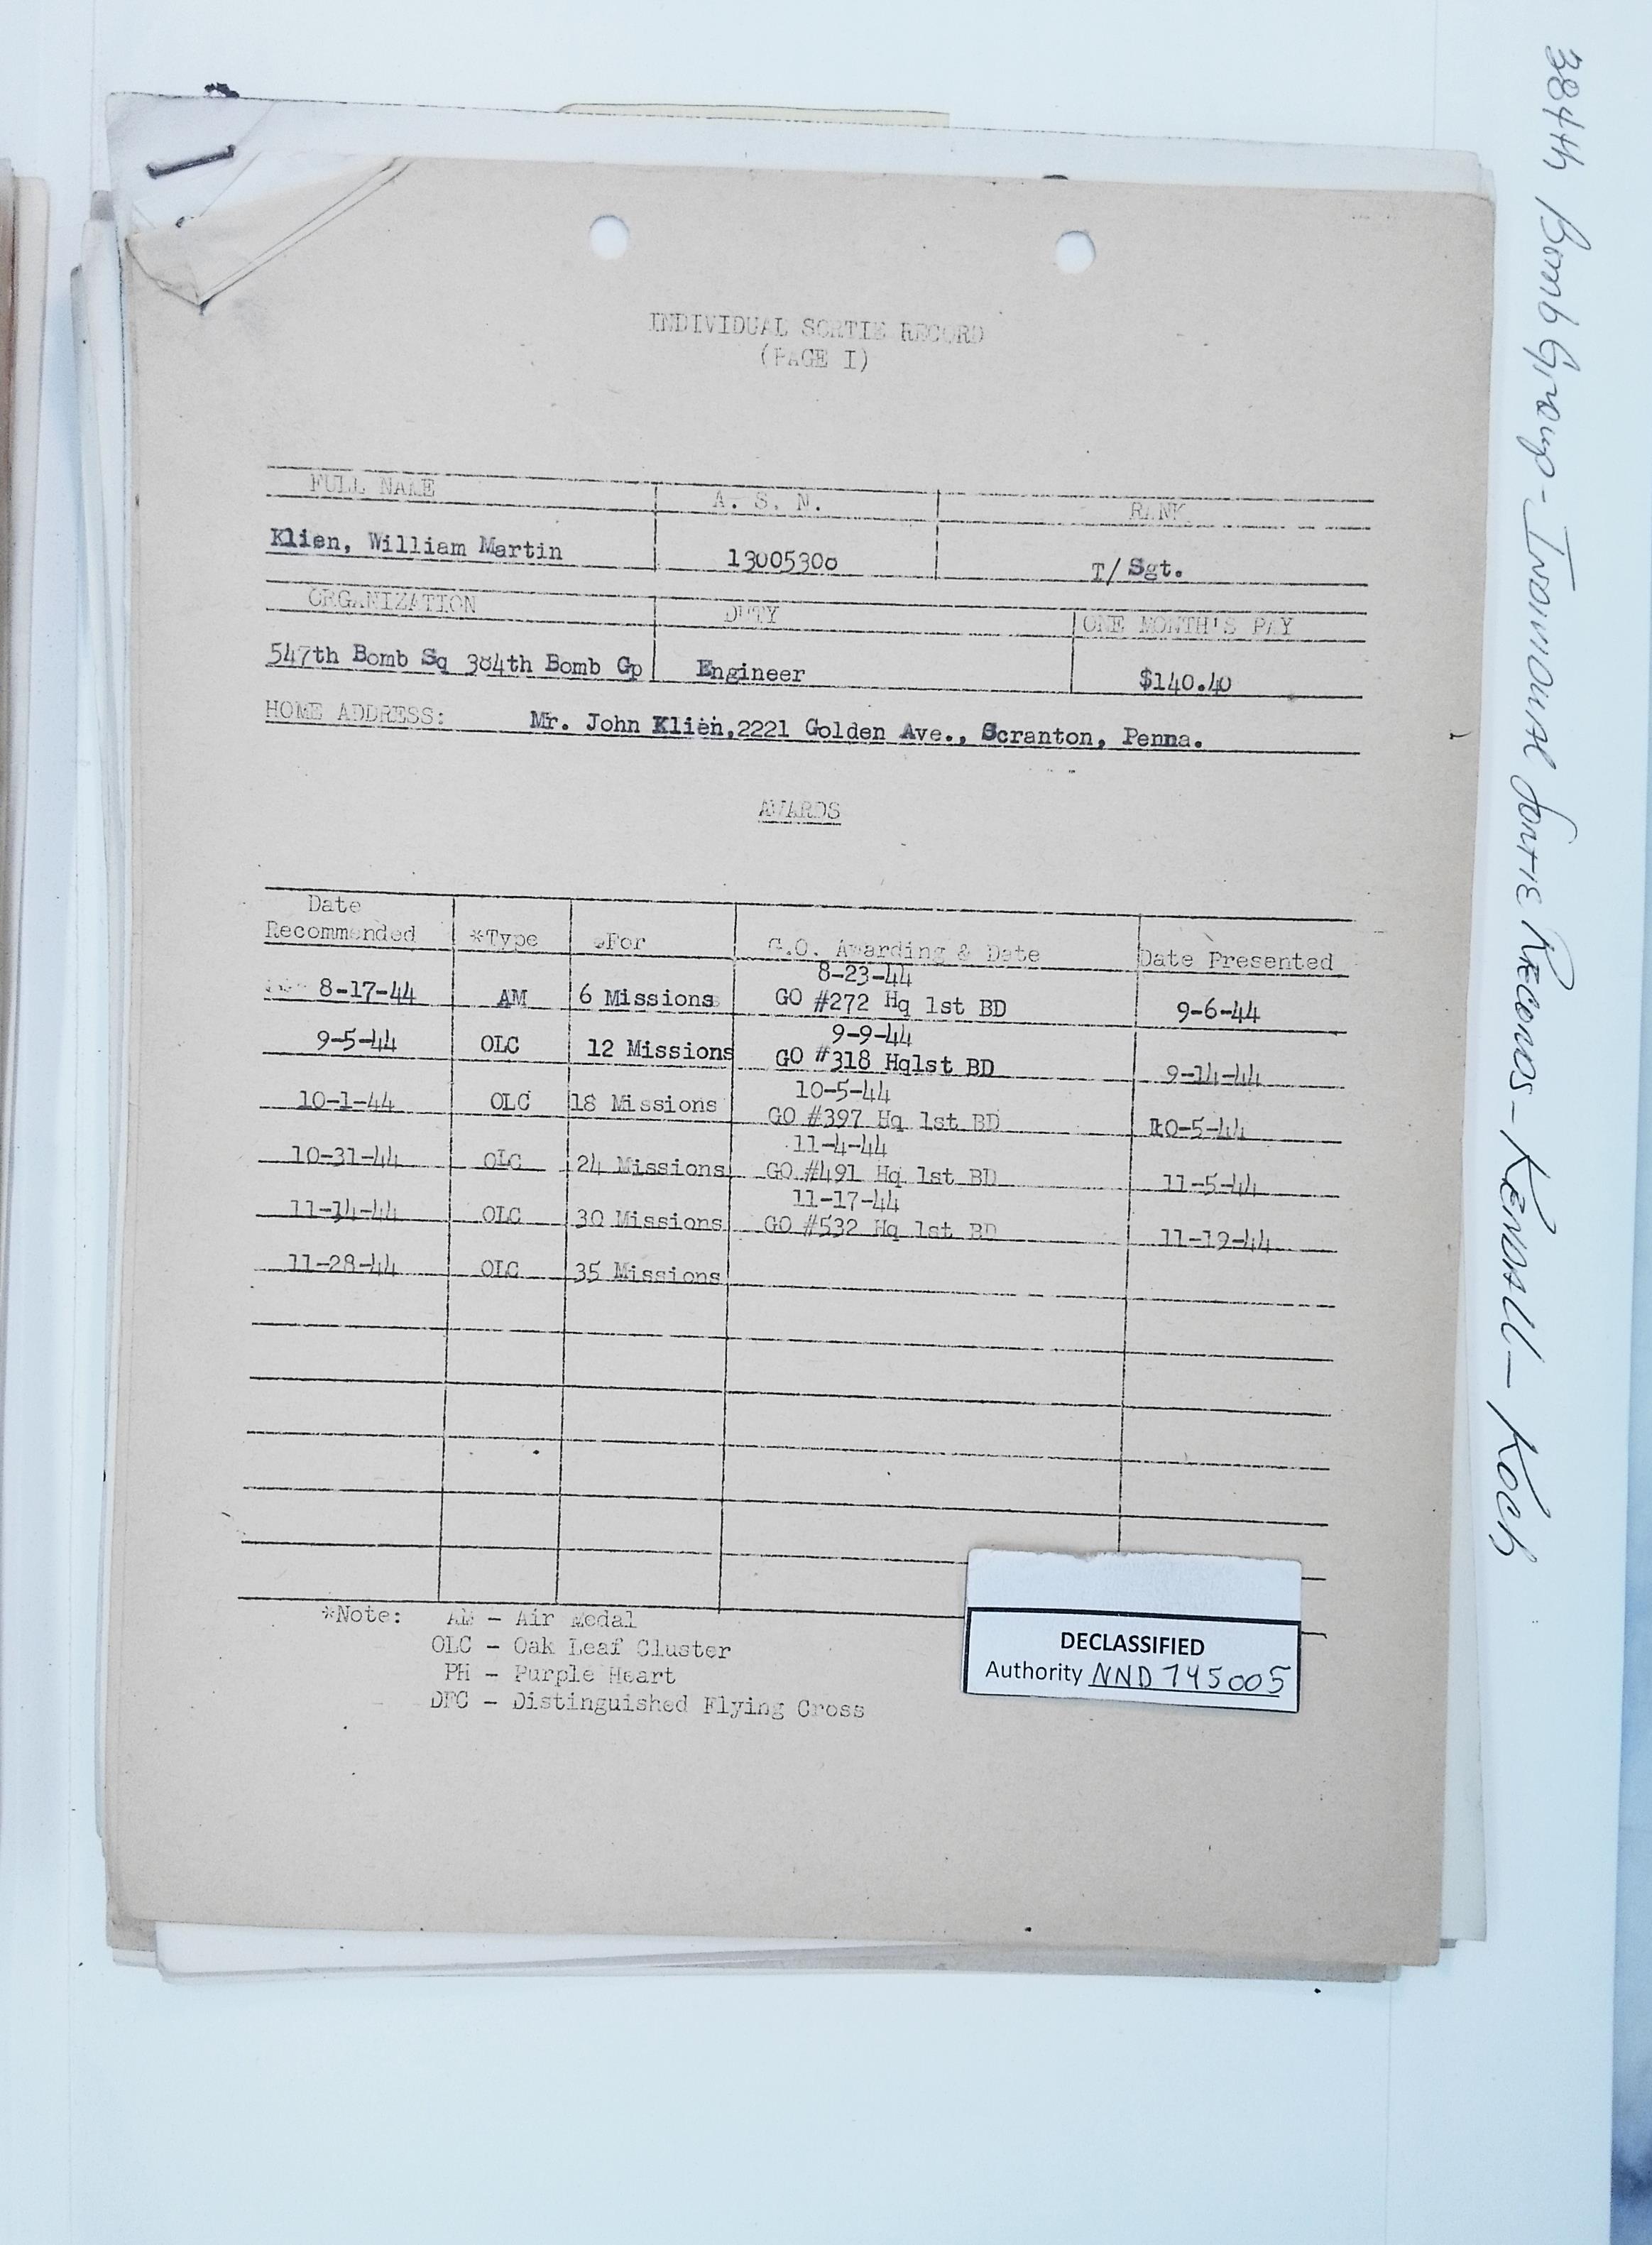 INDIVIDUAL SORTIE RECORD
(PAGE I)
FULL NAME A. S. N. RANK
Klien, William Martin 13005308 T/Sgt.
ORGANIZATION DUTY ONE MONTH'S PAY
547th Bomb Sq 384th Bomb Gp Engineer $140.40
HOME ADDRESS: Mr. John Klien,2221 Golden Ave., Scranton, Penna.
AWARDS
Date
Recommended *Type *For G.O. Awarding & Date Date Presented
8-23-44
8-17-44 AM 6 Missions GO #272 Hq 1st BD 9-6-44
9-9-44
9-5-44 OLC 12 Missions GO #318 Hq1st BD 9-14-44
10-5-44
10-1-44 OLC 18 Missions GO #397 Hq 1st BD 10-5-44
11-4-44
10-31-44 OLC 24 Missions GO #491 Hq 1st BD 11-5-44
11-17-44
11-14-44 OLC 30 Missions GO #532 Hq 1st BD 11-19-44
11-28-44 OLC 35 Missions
*Note: AM - Air Medal
OLC - Oak Leaf Cluster
PH - Purple Heart
DFC - Distinguished Flying Cross
DECLASSIFIED
Authority NND 745005
384th Bomb Group - Individual Sortie Records - Kendall - Koch